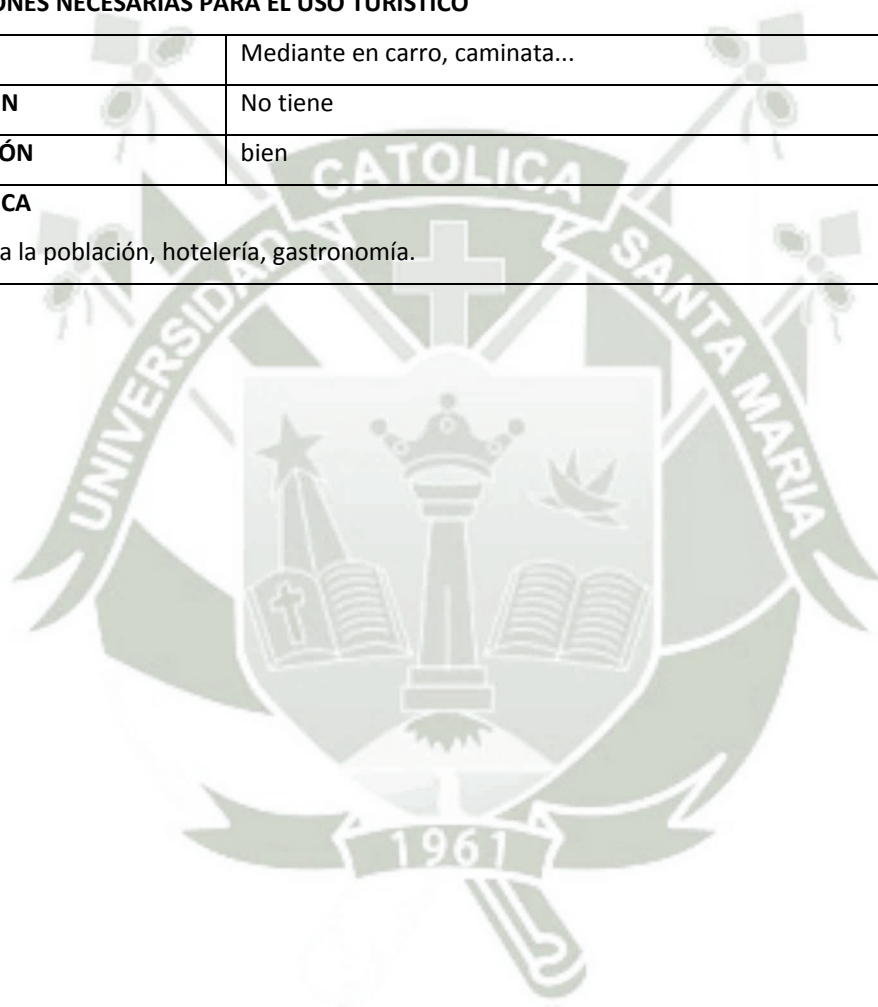 ONES NECESARIAS PARA EL USO TURÍSTICO
Mediante en carro, caminata...
N No tiene
ÓN bien
CA
a la población, hotelería, gastronomía.
UNIVERSIDAD CATOLICA SANTA MARIA
1961